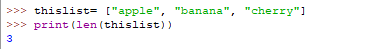 >>> thislist= ["apple", "banana", "cherry"]
>>> print(len(thislist))
3